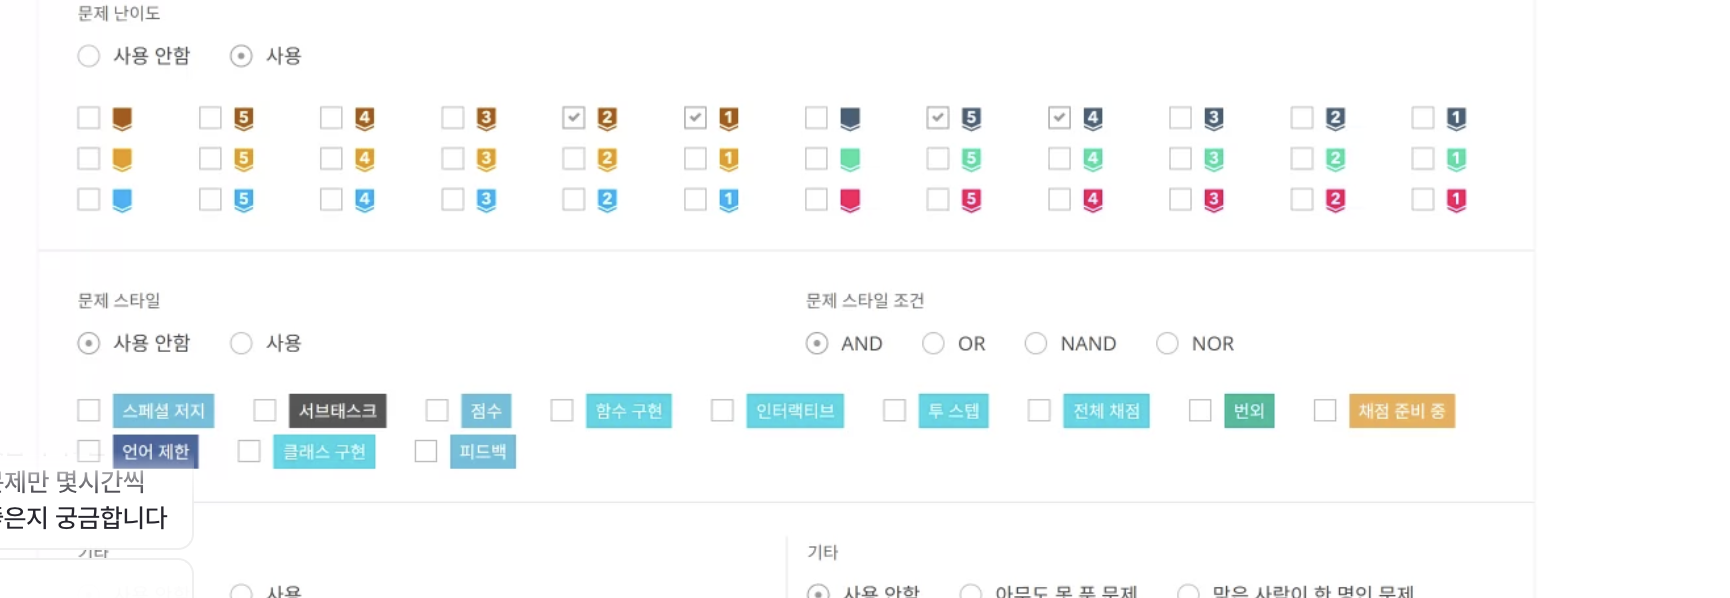 문제 난이도
사용 안함 사용
5 4 3 2 1 5 4 3 2 1
5 4 3 2 1 5 4 3 2 1
5 4 3 2 1 5 4 3 2 1
문제 스타일 문제 스타일 조건
사용 안함 사용 AND OR NAND NOR
스페셜 저지 서브태스크 점수 함수 구현 인터랙티브 투 스텝 전체 채점 번외 채점 준비 중
언어 제한 클래스 구현 피드백
문제만 몇시간씩
좋은지 궁금합니다
기타 기타
사용 사용 안함 아무도 못 푼 문제 맞은 사람이 한 명인 문제